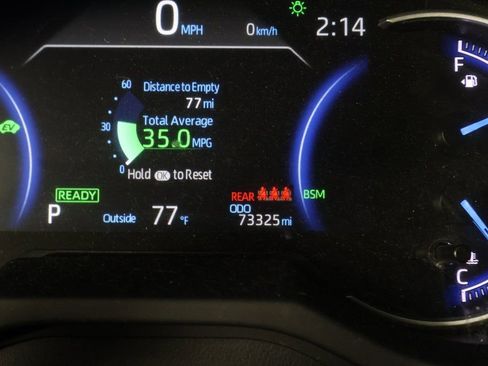 0 MPH 0 km/h 2:14
F
60 Distance to Empty
77 mi
EV
30 Total Average
35.0 MPG
0
Hold OK to Reset
READY
REAR BSM
P Outside 77 °F
ODO
73325 mi
C